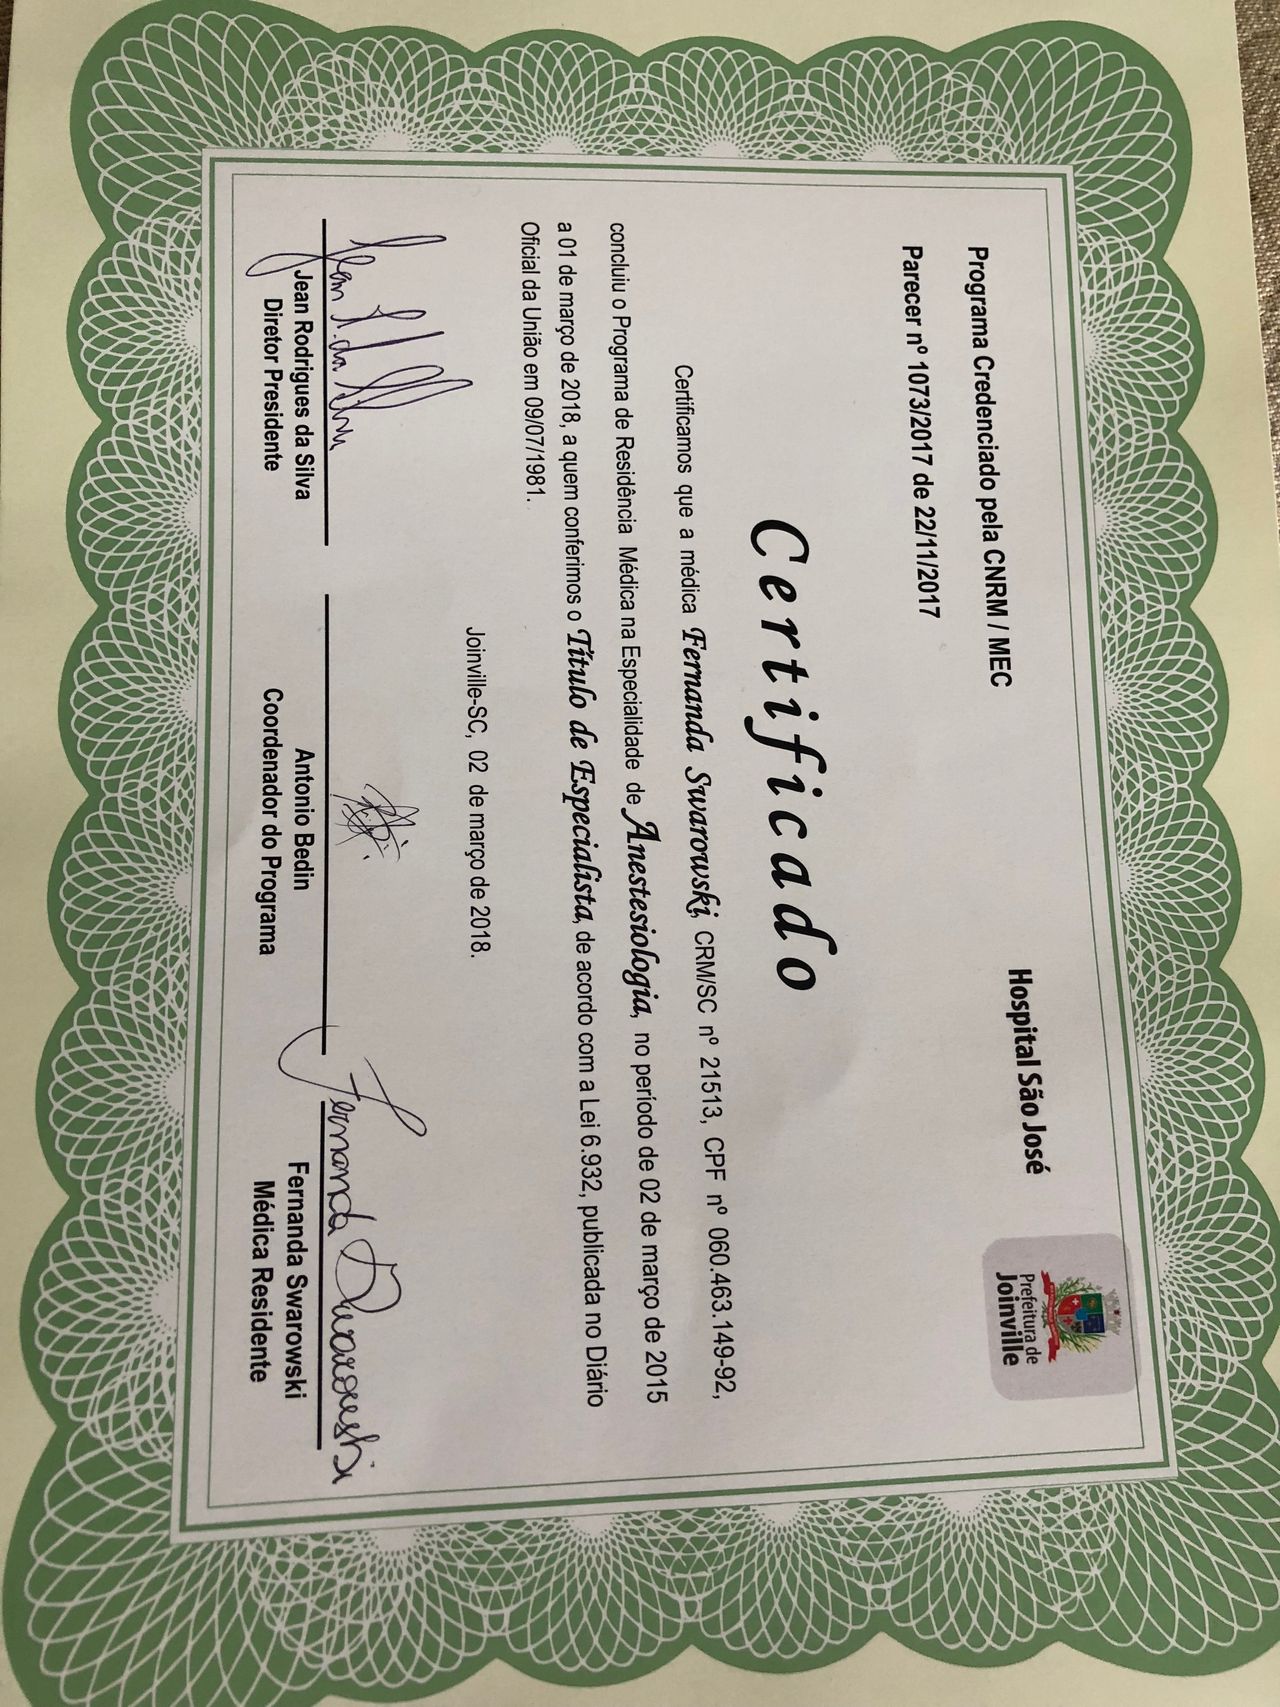 Programa Credenciado pela CNRM / MEC
Parecer nº 1073/2017 de 22/11/2017
Hospital São José
Prefeitura de
Joinville
Certificado
Certificamos que a médica Fernanda Swarowski, CRM/SC nº 21513, CPF nº 060.463.149-92,
concluiu o Programa de Residência Médica na Especialidade de Anestesiologia, no período de 02 de março de 2015
a 01 de março de 2018, a quem conferimos o Título de Especialista, de acordo com a Lei 6.932, publicada no Diário
Oficial da União em 09/07/1981.
Joinville-SC, 02 de março de 2018.
Jean R. da Silva
Jean Rodrigues da Silva
Diretor Presidente
Antonio Bedin
Coordenador do Programa
Fernanda Swarowski
Fernanda Swarowski
Médica Residente